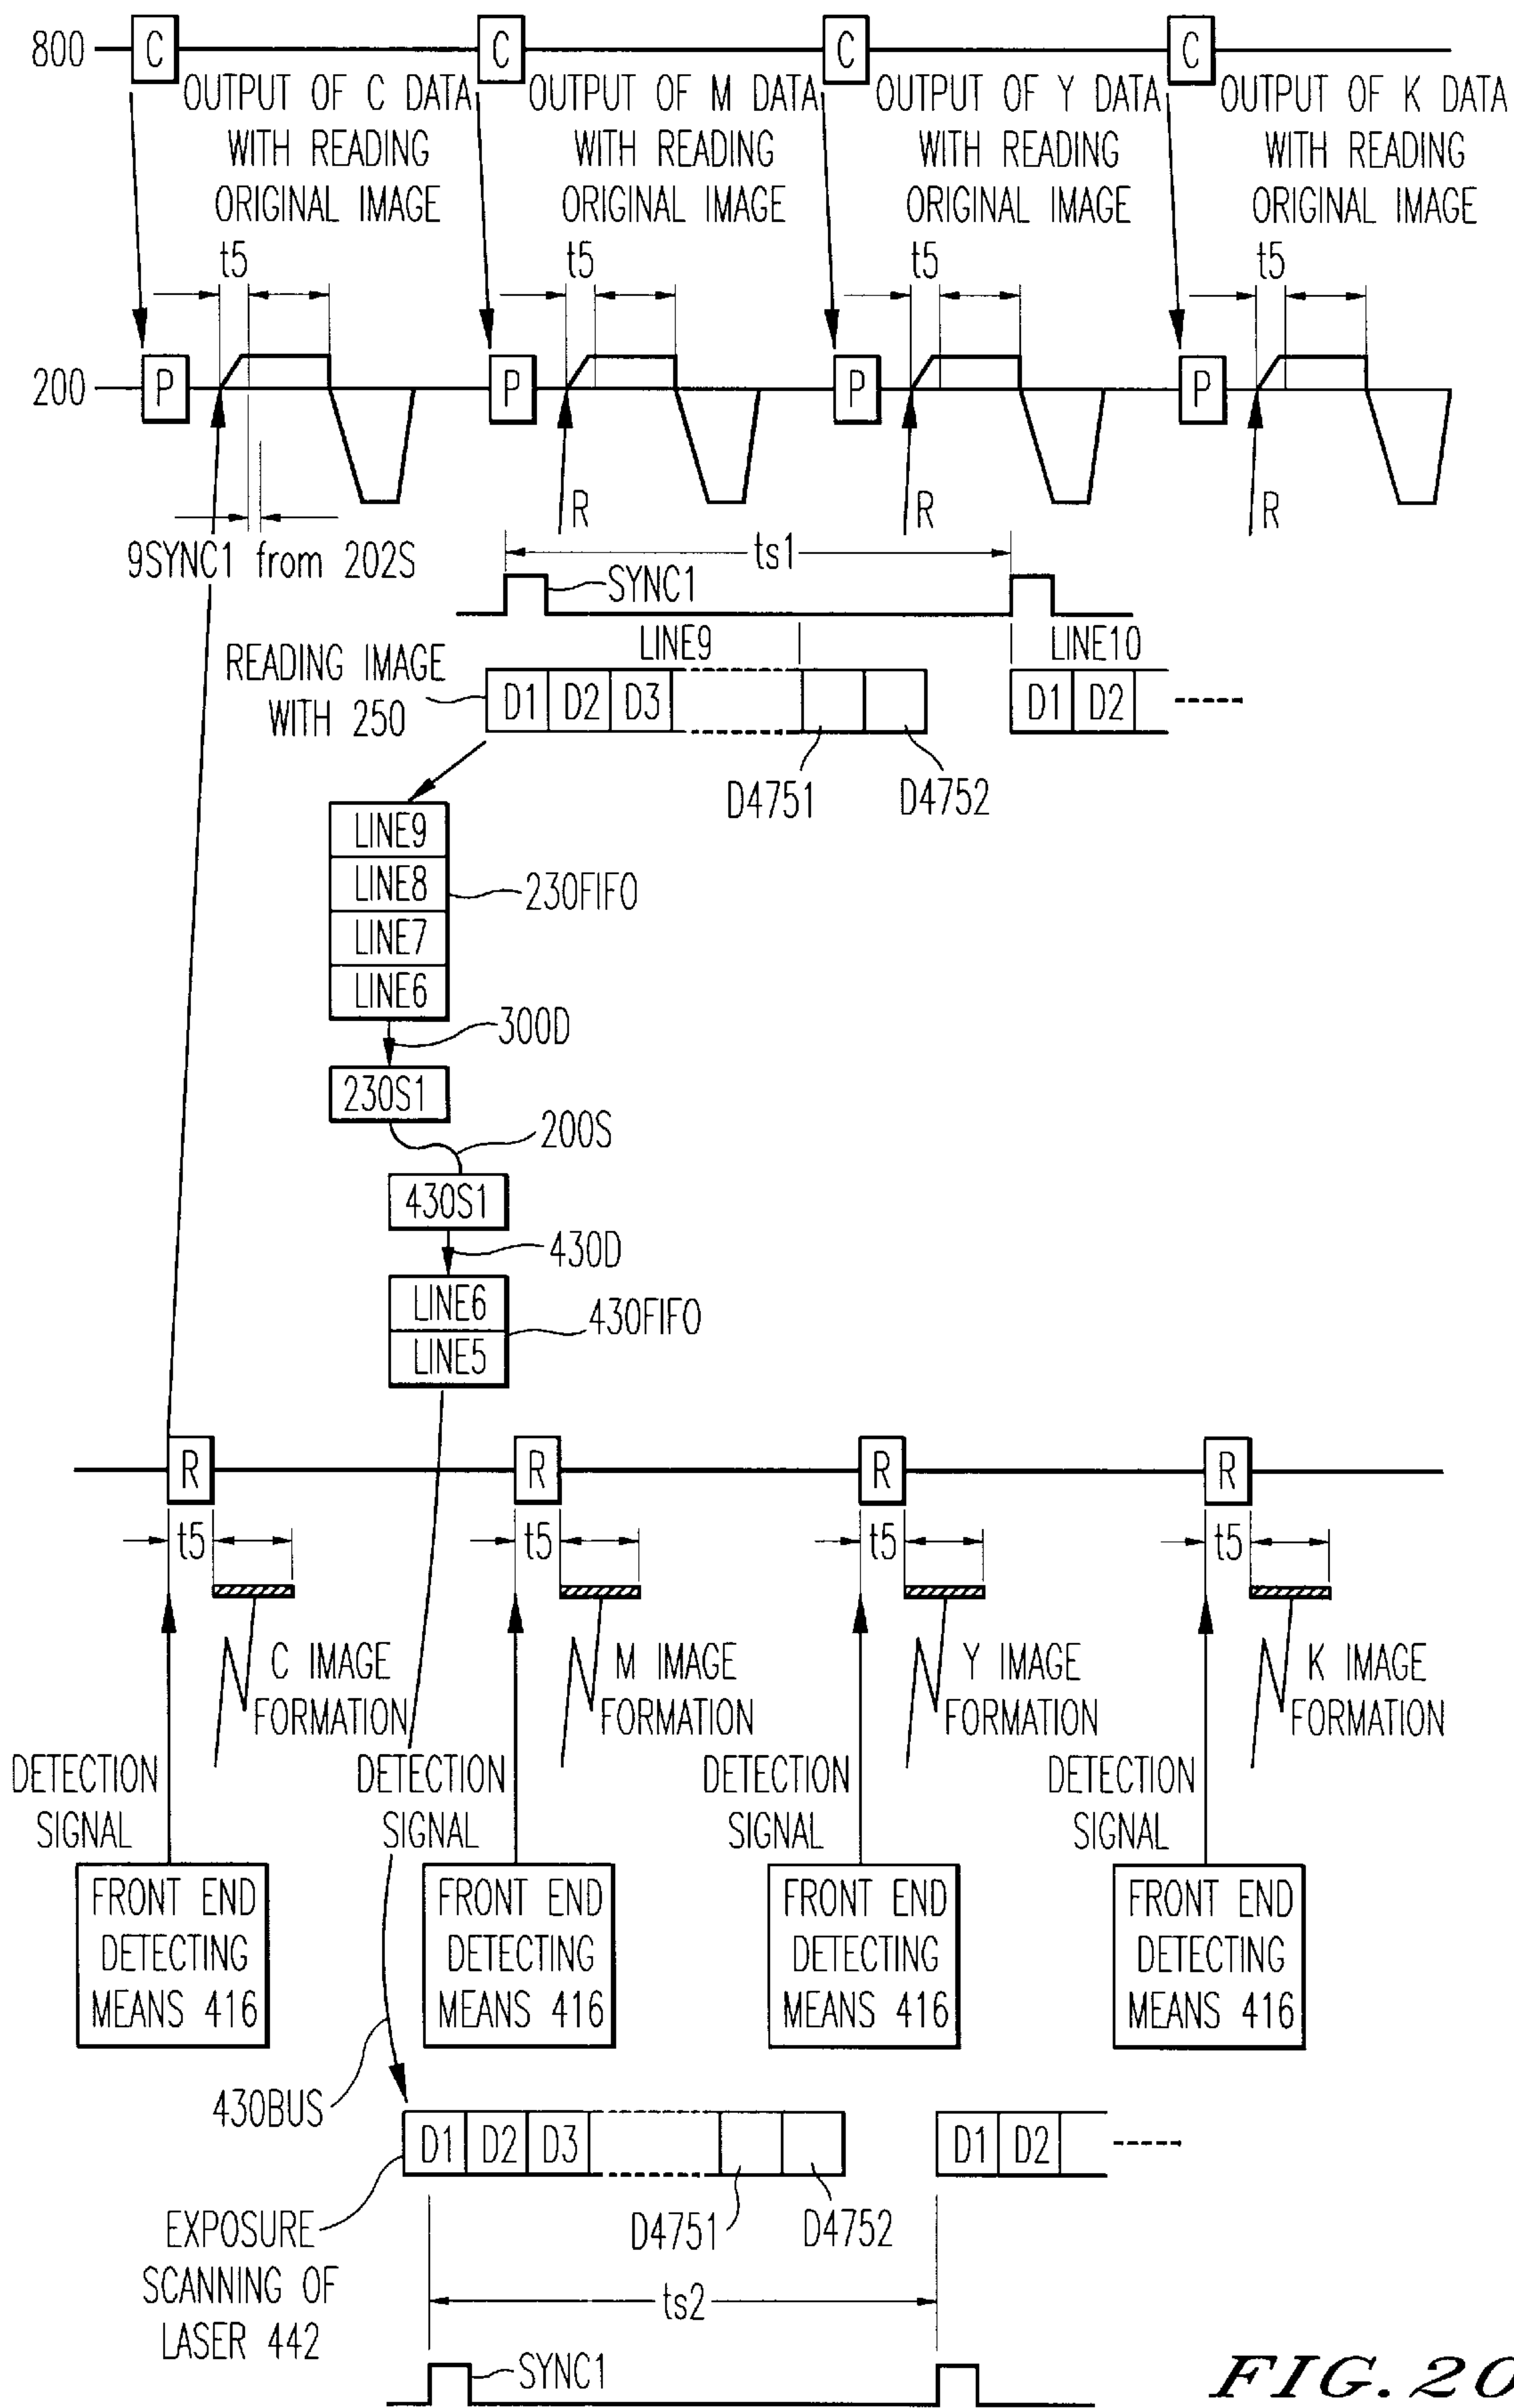 800 C C C C
OUTPUT OF C DATA
WITH READING
ORIGINAL IMAGE
OUTPUT OF M DATA
WITH READING
ORIGINAL IMAGE
OUTPUT OF Y DATA
WITH READING
ORIGINAL IMAGE
OUTPUT OF K DATA
WITH READING
ORIGINAL IMAGE
t5 t5 t5 t5
200 P P P P
R R R
9SYNC1 from 202S
ts1
SYNC1
LINE9 LINE10
READING IMAGE
WITH 250
D1 D2 D3 D1 D2
D4751 D4752
LINE9
LINE8
LINE7
LINE6
230FIFO
300D
230S1
200S
430S1
430D
LINE6
LINE5
430FIFO
R R R R
t5 t5 t5 t5
C IMAGE
FORMATION
M IMAGE
FORMATION
Y IMAGE
FORMATION
K IMAGE
FORMATION
DETECTION
SIGNAL
DETECTION
SIGNAL
DETECTION
SIGNAL
DETECTION
SIGNAL
FRONT END
DETECTING
MEANS 416
FRONT END
DETECTING
MEANS 416
FRONT END
DETECTING
MEANS 416
FRONT END
DETECTING
MEANS 416
430BUS
D1 D2 D3 D1 D2
D4751 D4752
EXPOSURE
SCANNING OF
LASER 442
ts2
SYNC1
FIG. 20